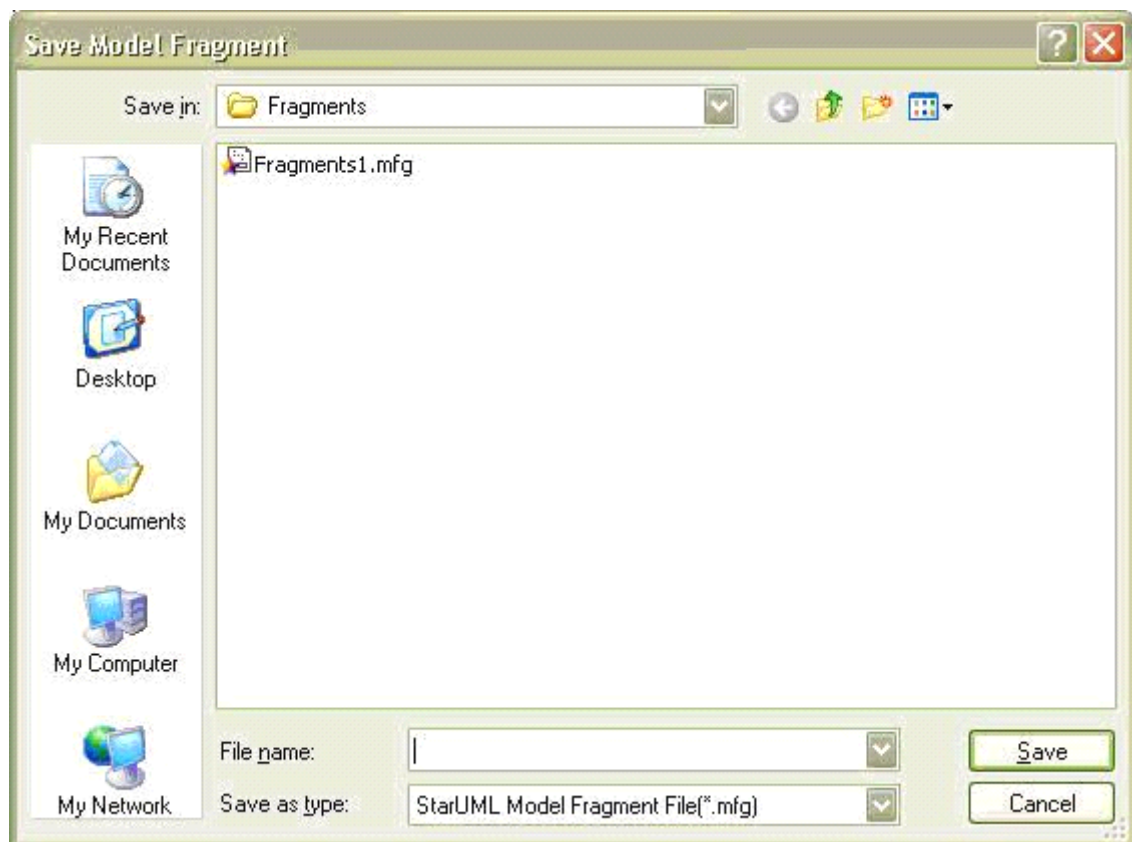 Save Model Fragment
Save in:
Fragments
Fragments1.mfg
My Recent
Documents
Desktop
My Documents
My Computer
My Network
File name:
Save
Save as type:
StarUML Model Fragment File(*.mfg)
Cancel